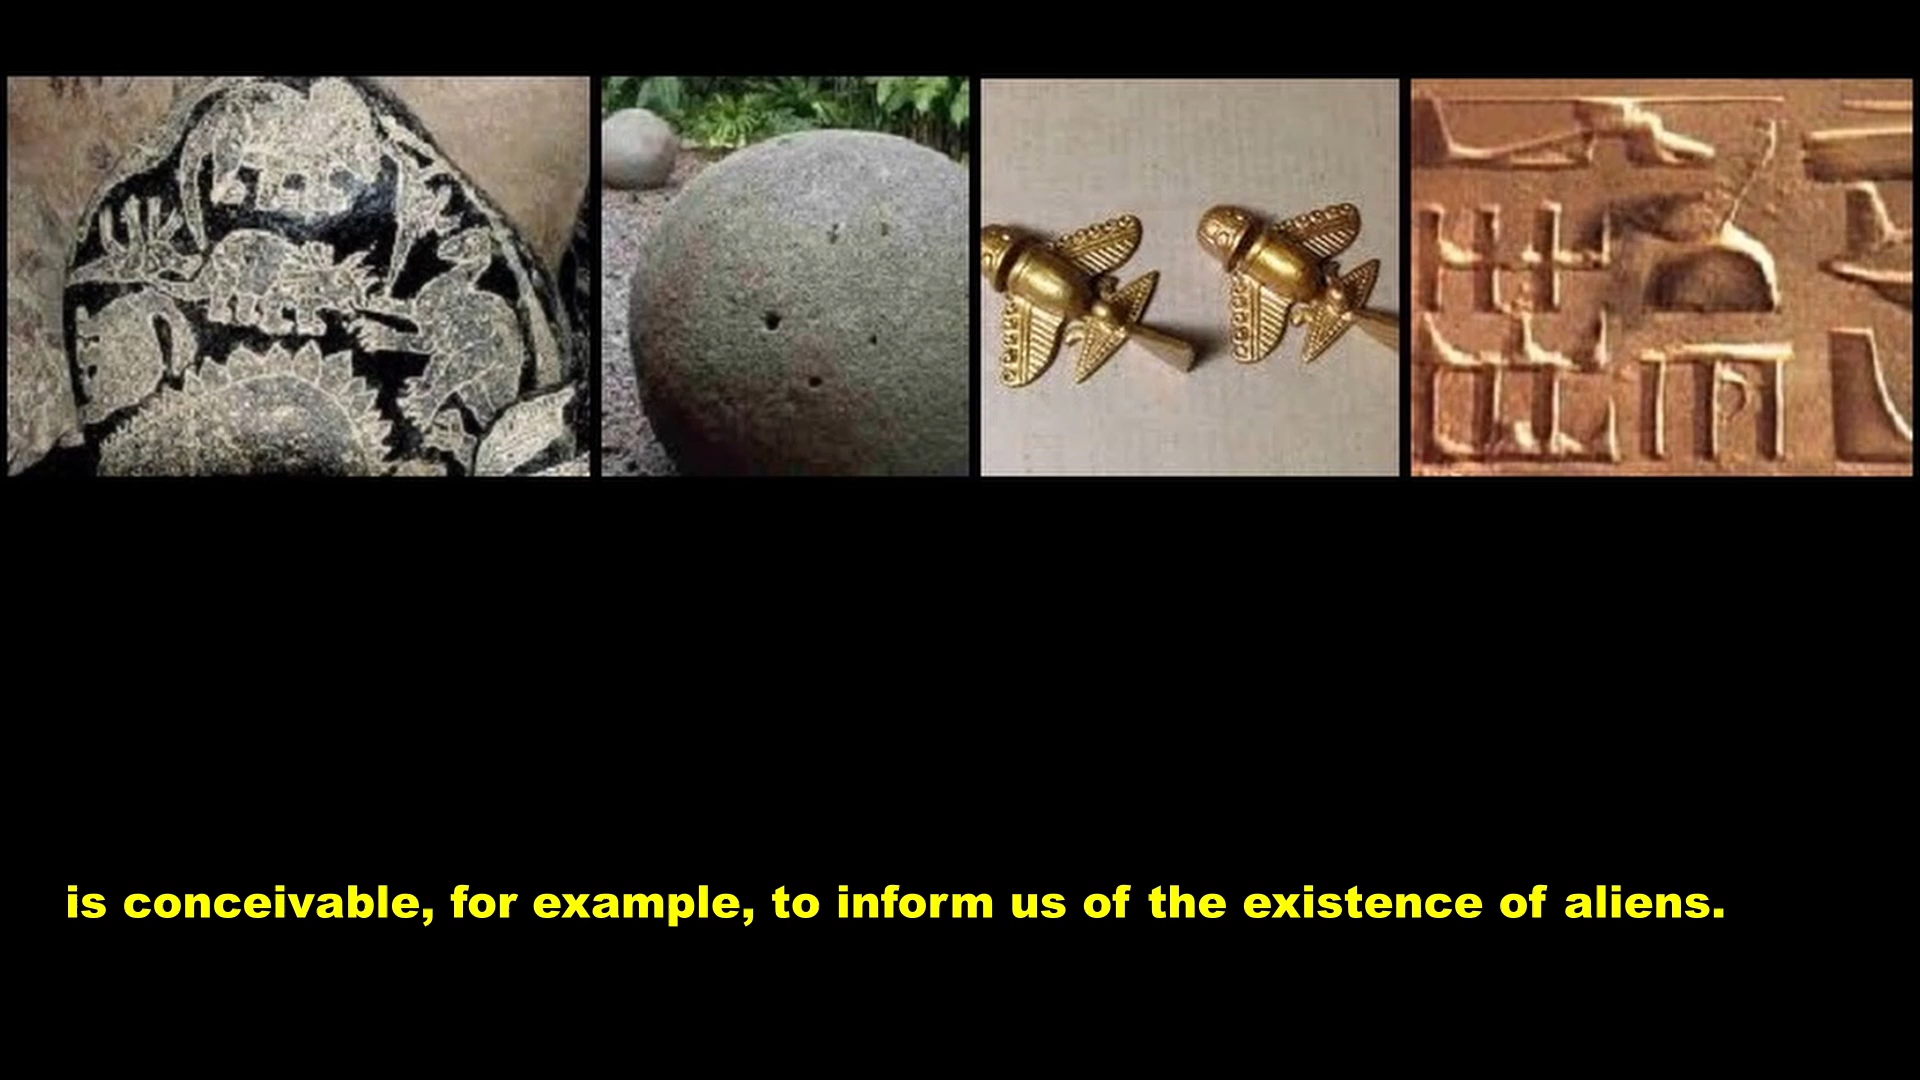 is conceivable, for example, to inform us of the existence of aliens.